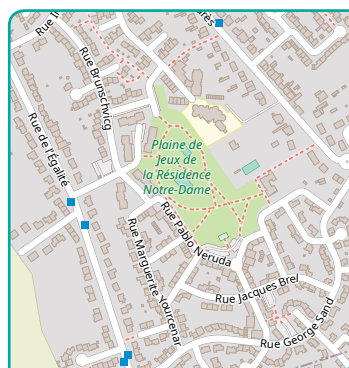 Rue Brunschvicg
Rue de l'Égalité
Plaine de
Jeux de
la Résidence
Notre-Dame
Rue Pablo Neruda
Rue Marguerite Yourcenar
Rue Jacques Brel
Rue George Sand